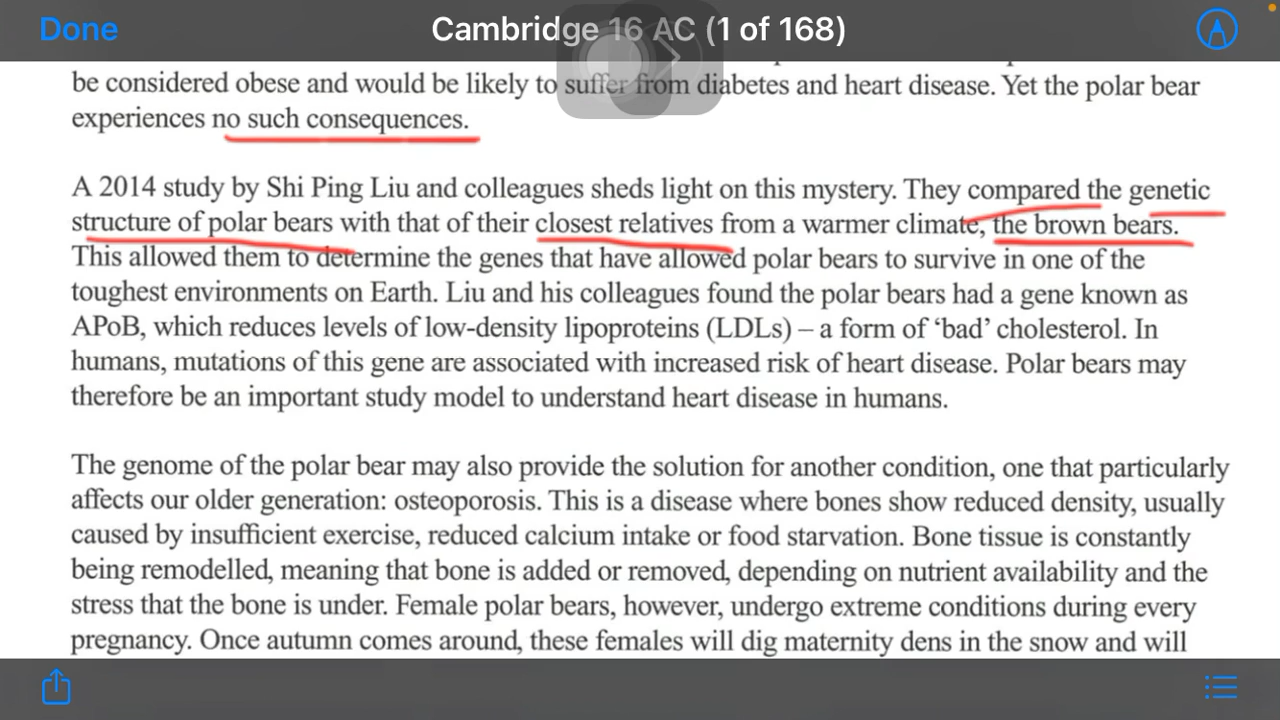 Done
Cambridge 16 AC (1 of 168)
be considered obese and would be likely to suffer from diabetes and heart disease. Yet the polar bear
experiences no such consequences.
A 2014 study by Shi Ping Liu and colleagues sheds light on this mystery. They compared the genetic
structure of polar bears with that of their closest relatives from a warmer climate, the brown bears.
This allowed them to determine the genes that have allowed polar bears to survive in one of the
toughest environments on Earth. Liu and his colleagues found the polar bears had a gene known as
APoB, which reduces levels of low-density lipoproteins (LDLs) – a form of ‘bad’ cholesterol. In
humans, mutations of this gene are associated with increased risk of heart disease. Polar bears may
therefore be an important study model to understand heart disease in humans.
The genome of the polar bear may also provide the solution for another condition, one that particularly
affects our older generation: osteoporosis. This is a disease where bones show reduced density, usually
caused by insufficient exercise, reduced calcium intake or food starvation. Bone tissue is constantly
being remodelled, meaning that bone is added or removed, depending on nutrient availability and the
stress that the bone is under. Female polar bears, however, undergo extreme conditions during every
pregnancy. Once autumn comes around, these females will dig maternity dens in the snow and will